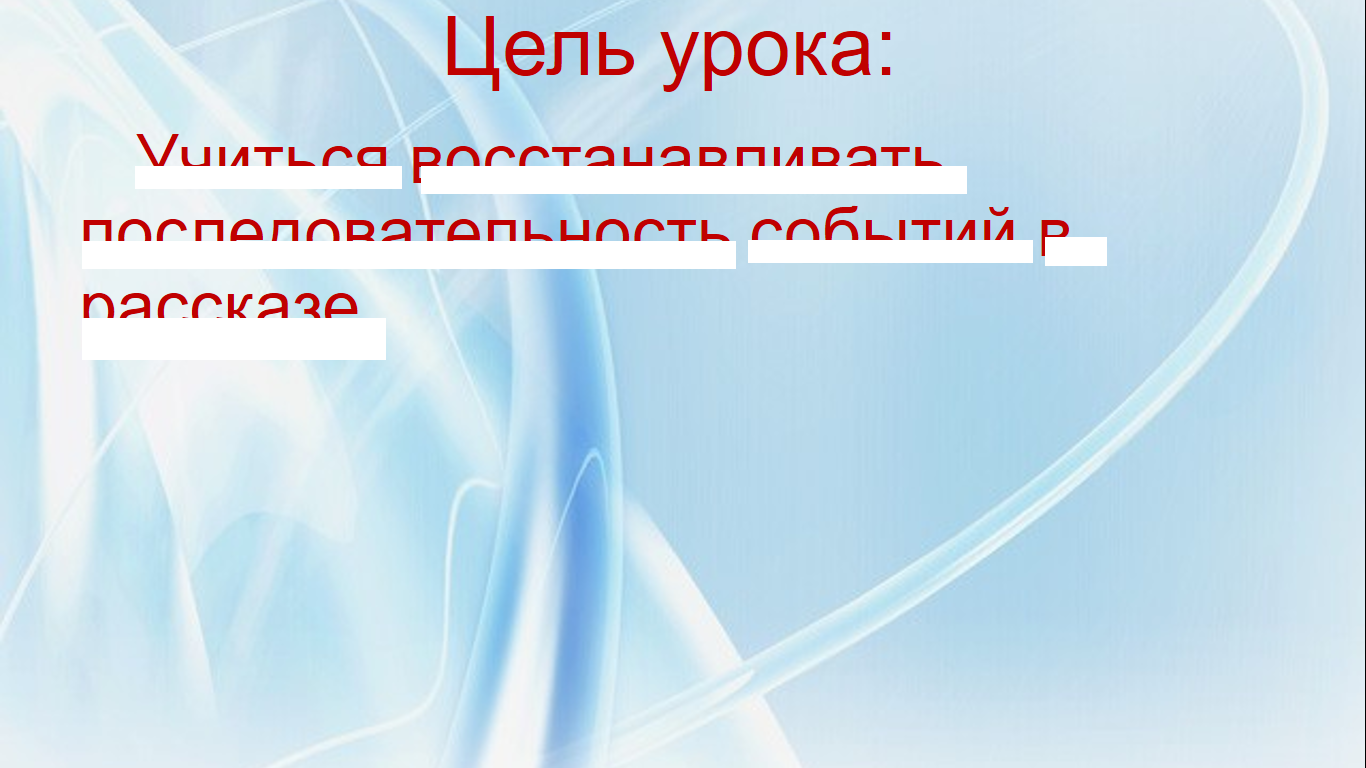 Цель урока:
Учиться восстанавливать
последовательность событий в
рассказе